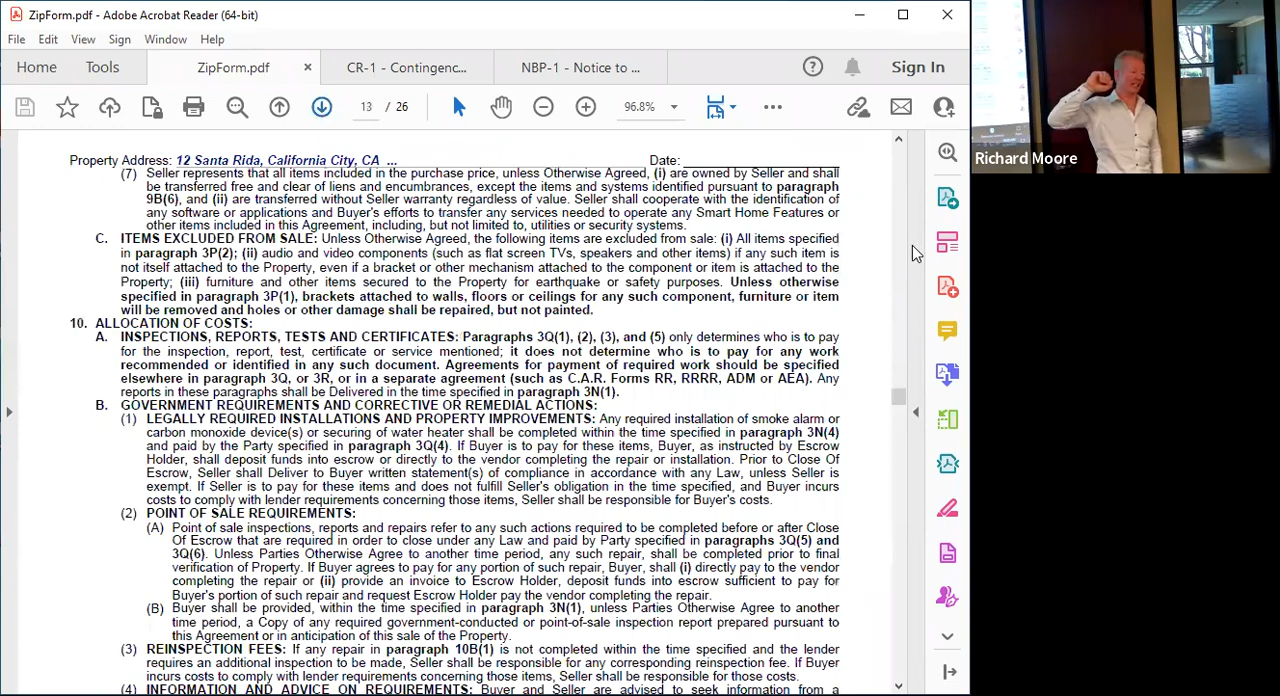 ZipForm.pdf - Adobe Acrobat Reader (64-bit)
File Edit View Sign Window Help
Home Tools ZipForm.pdf × CR-1 - Contingenc... NBP-1 - Notice to ... Sign In
13 / 26 96.8%
Property Address: 12 Santa Rida, California City, CA ... Date:
(7) Seller represents that all items included in the purchase price, unless Otherwise Agreed, (i) are owned by Seller and shall
be transferred free and clear of liens and encumbrances, except the items and systems identified pursuant to paragraph
9B(6), and (ii) are transferred without Seller warranty regardless of value. Seller shall cooperate with the identification of
any software or applications and Buyer's efforts to transfer any services needed to operate any Smart Home Features or
other items included in this Agreement, including, but not limited to, utilities or security systems.
C. ITEMS EXCLUDED FROM SALE: Unless Otherwise Agreed, the following items are excluded from sale: (i) All items specified
in paragraph 3P(2); (ii) audio and video components (such as flat screen TVs, speakers and other items) if any such item is
not itself attached to the Property, even if a bracket or other mechanism attached to the component or item is attached to the
Property; (iii) furniture and other items secured to the Property for earthquake or safety purposes. Unless otherwise
specified in paragraph 3P(1), brackets attached to walls, floors or ceilings for any such component, furniture or item
will be removed and holes or other damage shall be repaired, but not painted.
10. ALLOCATION OF COSTS:
A. INSPECTIONS, REPORTS, TESTS AND CERTIFICATES: Paragraphs 3Q(1), (2), (3), and (5) only determines who is to pay
for the inspection, report, test, certificate or service mentioned; it does not determine who is to pay for any work
recommended or identified in any such document. Agreements for payment of required work should be specified
elsewhere in paragraph 3Q, or 3R, or in a separate agreement (such as C.A.R. Forms RR, RRRR, ADM or AEA). Any
reports in these paragraphs shall be Delivered in the time specified in paragraph 3N(1).
B. GOVERNMENT REQUIREMENTS AND CORRECTIVE OR REMEDIAL ACTIONS:
(1) LEGALLY REQUIRED INSTALLATIONS AND PROPERTY IMPROVEMENTS: Any required installation of smoke alarm or
carbon monoxide device(s) or securing of water heater shall be completed within the time specified in paragraph 3N(4)
and paid by the Party specified in paragraph 3Q(4). If Buyer is to pay for these items, Buyer, as instructed by Escrow
Holder, shall deposit funds into escrow or directly to the vendor completing the repair or installation. Prior to Close Of
Escrow, Seller shall Deliver to Buyer written statement(s) of compliance in accordance with any Law, unless Seller is
exempt. If Seller is to pay for these items and does not fulfill Seller's obligation in the time specified, and Buyer incurs
costs to comply with lender requirements concerning those items, Seller shall be responsible for Buyer's costs.
(2) POINT OF SALE REQUIREMENTS:
(A) Point of sale inspections, reports and repairs refer to any such actions required to be completed before or after Close
Of Escrow that are required in order to close under any Law and paid by Party specified in paragraphs 3Q(5) and
3Q(6). Unless Parties Otherwise Agree to another time period, any such repair, shall be completed prior to final
verification of Property. If Buyer agrees to pay for any portion of such repair, Buyer, shall (i) directly pay to the vendor
completing the repair or (ii) provide an invoice to Escrow Holder, deposit funds into escrow sufficient to pay for
Buyer's portion of such repair and request Escrow Holder pay the vendor completing the repair.
(B) Buyer shall be provided, within the time specified in paragraph 3N(1), unless Parties Otherwise Agree to another
time period, a Copy of any required government-conducted or point-of-sale inspection report prepared pursuant to
this Agreement or in anticipation of this sale of the Property.
(3) REINSPECTION FEES: If any repair in paragraph 10B(1) is not completed within the time specified and the lender
requires an additional inspection to be made, Seller shall be responsible for any corresponding reinspection fee. If Buyer
incurs costs to comply with lender requirements concerning those items, Seller shall be responsible for those costs.
(4) INFORMATION AND ADVICE ON REQUIREMENTS: Buyer and Seller are advised to seek information from a
Richard Moore